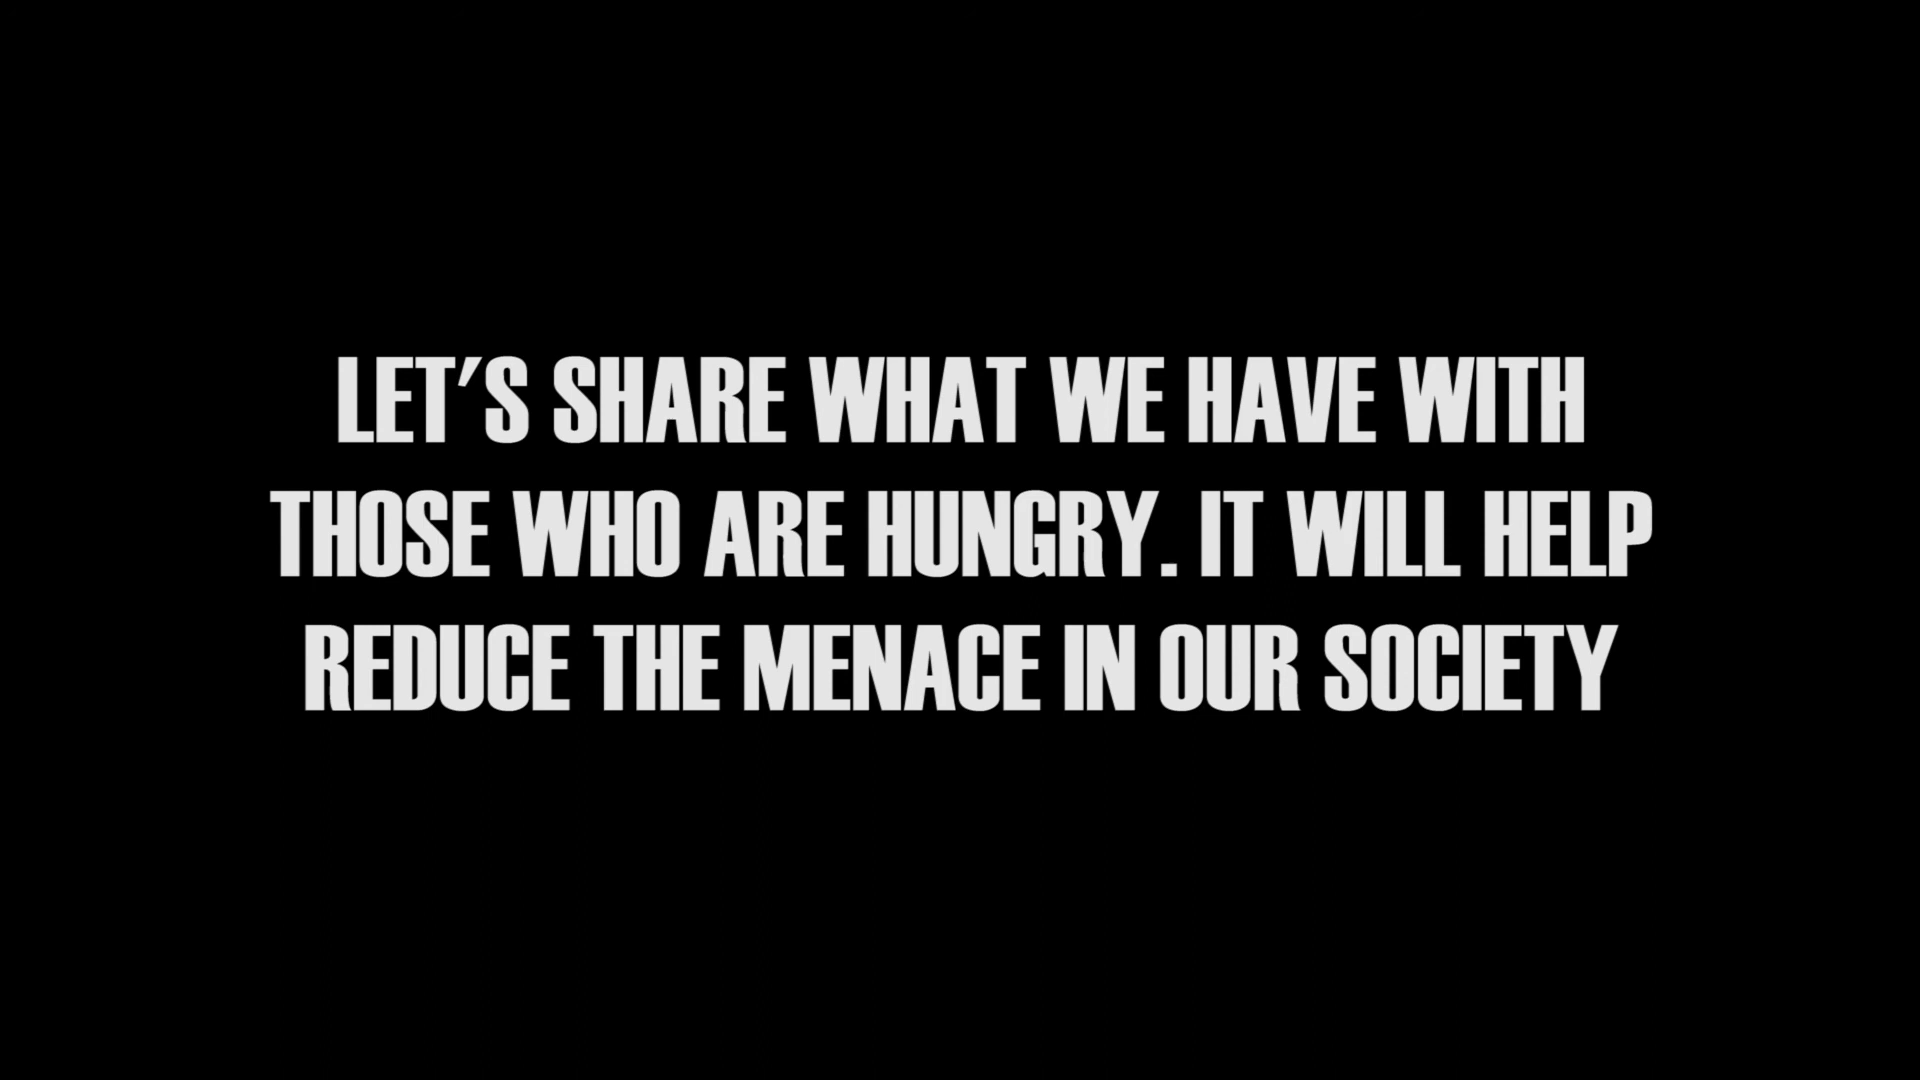 LET'S SHARE WHAT WE HAVE WITH
THOSE WHO ARE HUNGRY. IT WILL HELP
REDUCE THE MENACE IN OUR SOCIETY